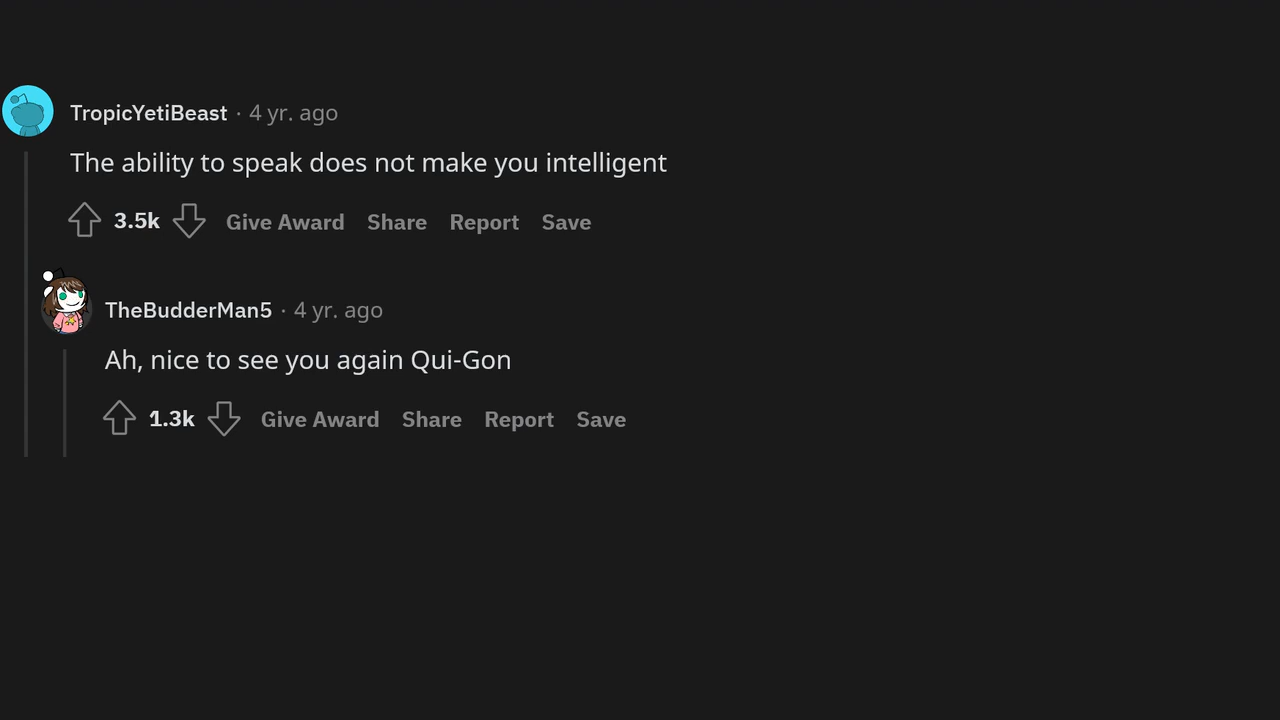 TropicYetiBeast · 4 yr. ago
The ability to speak does not make you intelligent
3.5k Give Award Share Report Save
TheBudderMan5 · 4 yr. ago
Ah, nice to see you again Qui-Gon
1.3k Give Award Share Report Save